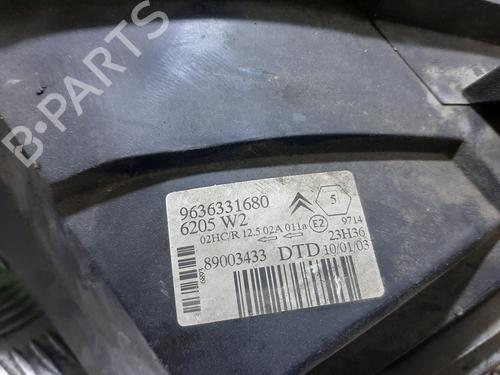 B-PARTS
9636331680
5
6205 W2
02HC/R 12.5 02A 011a E2 9714
23H36
89003433 DTD 10/01/03